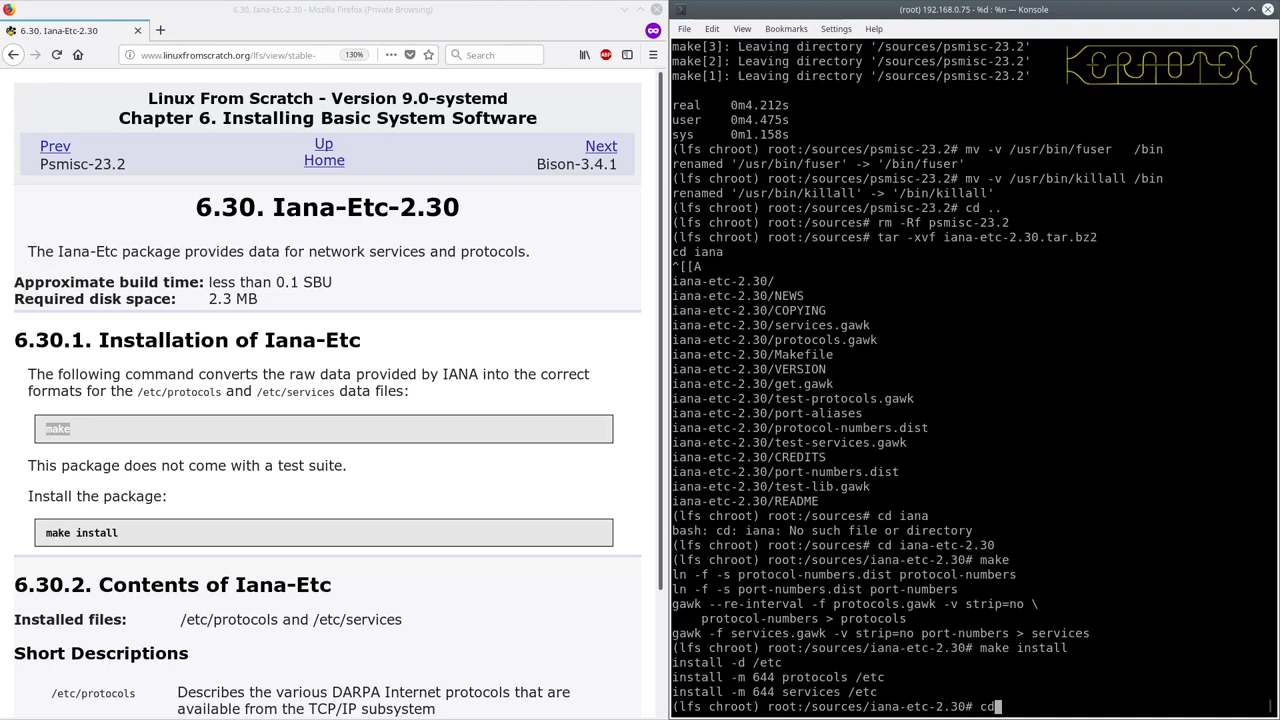 6.30. Iana-Etc-2.30 - Mozilla Firefox (Private Browsing)
6.30. Iana-Etc-2.30
www.linuxfromscratch.org/lfs/view/stable-
130%
Search
Linux From Scratch - Version 9.0-systemd
Chapter 6. Installing Basic System Software
Prev
Up
Next
Psmisc-23.2
Home
Bison-3.4.1
6.30. Iana-Etc-2.30
The Iana-Etc package provides data for network services and protocols.
Approximate build time: less than 0.1 SBU
Required disk space: 2.3 MB
6.30.1. Installation of Iana-Etc
The following command converts the raw data provided by IANA into the correct
formats for the /etc/protocols and /etc/services data files:
make
This package does not come with a test suite.
Install the package:
make install
6.30.2. Contents of Iana-Etc
Installed files: /etc/protocols and /etc/services
Short Descriptions
/etc/protocols Describes the various DARPA Internet protocols that are
available from the TCP/IP subsystem
(root) 192.168.0.75 - %d : %n — Konsole
File Edit View Bookmarks Settings Help
KERAOTEX
make[3]: Leaving directory '/sources/psmisc-23.2'
make[2]: Leaving directory '/sources/psmisc-23.2'
make[1]: Leaving directory '/sources/psmisc-23.2'
real 0m4.212s
user 0m4.475s
sys 0m1.158s
(lfs chroot) root:/sources/psmisc-23.2# mv -v /usr/bin/fuser /bin
renamed '/usr/bin/fuser' -> '/bin/fuser'
(lfs chroot) root:/sources/psmisc-23.2# mv -v /usr/bin/killall /bin
renamed '/usr/bin/killall' -> '/bin/killall'
(lfs chroot) root:/sources/psmisc-23.2# cd ..
(lfs chroot) root:/sources# rm -Rf psmisc-23.2
(lfs chroot) root:/sources# tar -xvf iana-etc-2.30.tar.bz2
cd iana
^[[A
iana-etc-2.30/
iana-etc-2.30/NEWS
iana-etc-2.30/COPYING
iana-etc-2.30/services.gawk
iana-etc-2.30/protocols.gawk
iana-etc-2.30/Makefile
iana-etc-2.30/VERSION
iana-etc-2.30/get.gawk
iana-etc-2.30/test-protocols.gawk
iana-etc-2.30/port-aliases
iana-etc-2.30/protocol-numbers.dist
iana-etc-2.30/test-services.gawk
iana-etc-2.30/CREDITS
iana-etc-2.30/port-numbers.dist
iana-etc-2.30/test-lib.gawk
iana-etc-2.30/README
(lfs chroot) root:/sources# cd iana
bash: cd: iana: No such file or directory
(lfs chroot) root:/sources# cd iana-etc-2.30
(lfs chroot) root:/sources/iana-etc-2.30# make
ln -f -s protocol-numbers.dist protocol-numbers
ln -f -s port-numbers.dist port-numbers
gawk --re-interval -f protocols.gawk -v strip=no \
protocol-numbers > protocols
gawk -f services.gawk -v strip=no port-numbers > services
(lfs chroot) root:/sources/iana-etc-2.30# make install
install -d /etc
install -m 644 protocols /etc
install -m 644 services /etc
(lfs chroot) root:/sources/iana-etc-2.30# cd